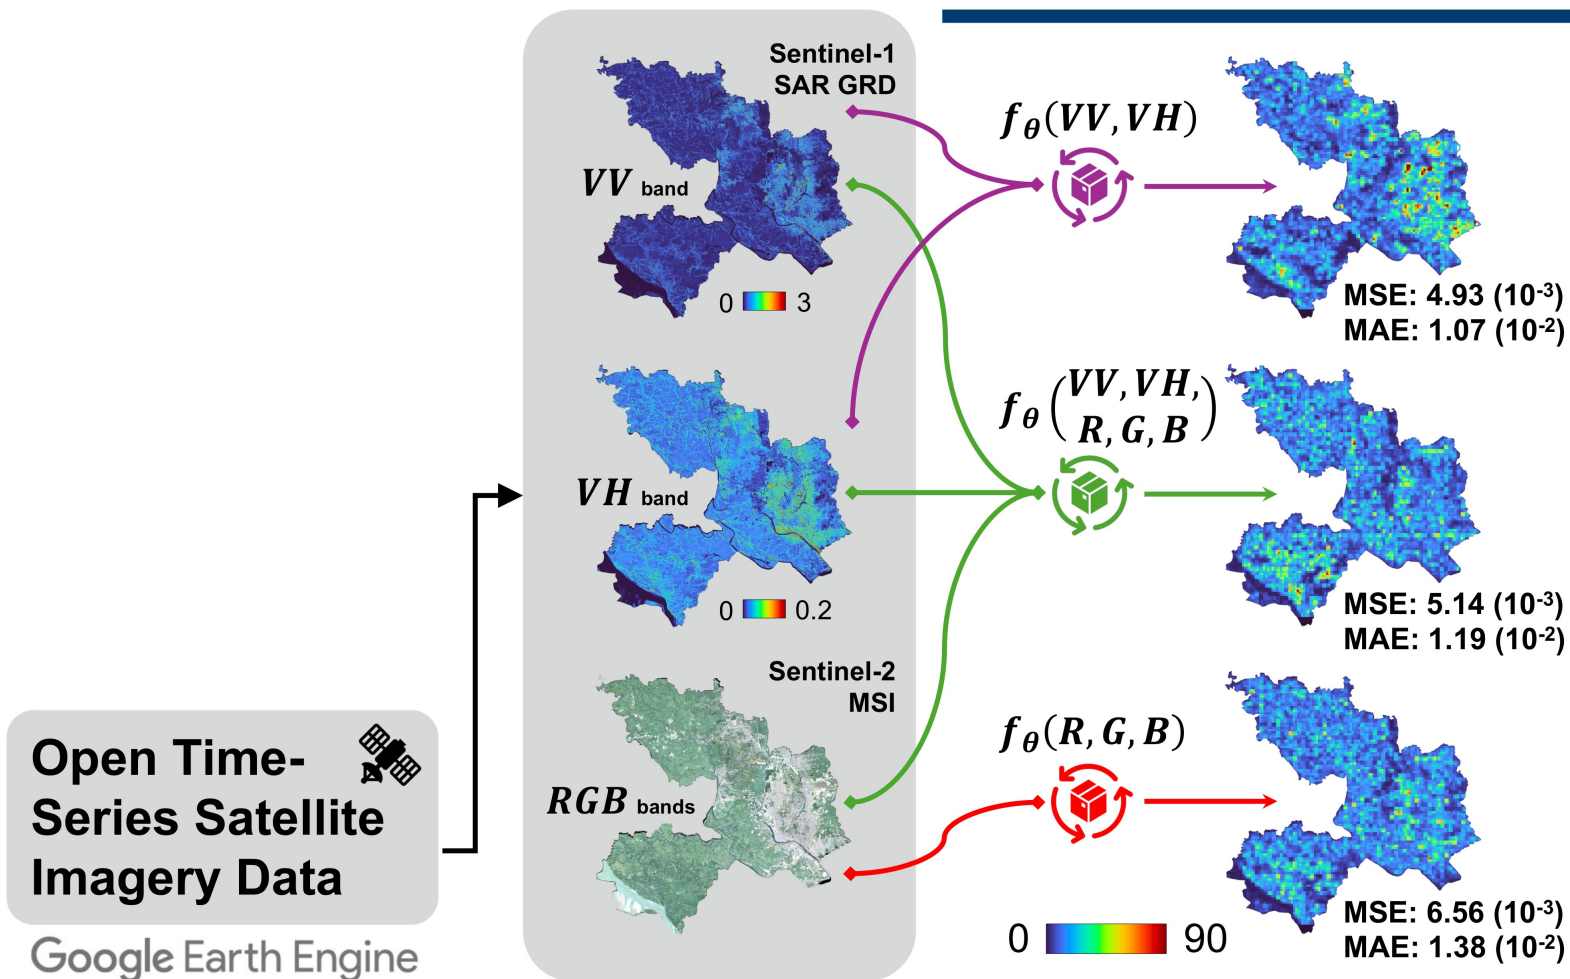 Sentinel-1
SAR GRD
VV band
0 3
VH band
0 0.2
Sentinel-2
MSI
RGB bands
Open Time-
Series Satellite
Imagery Data
Google Earth Engine
f_θ(VV, VH)
MSE: 4.93 (10⁻³)
MAE: 1.07 (10⁻²)
f_θ(VV, VH,
R, G, B)
MSE: 5.14 (10⁻³)
MAE: 1.19 (10⁻²)
f_θ(R, G, B)
MSE: 6.56 (10⁻³)
MAE: 1.38 (10⁻²)
0 90